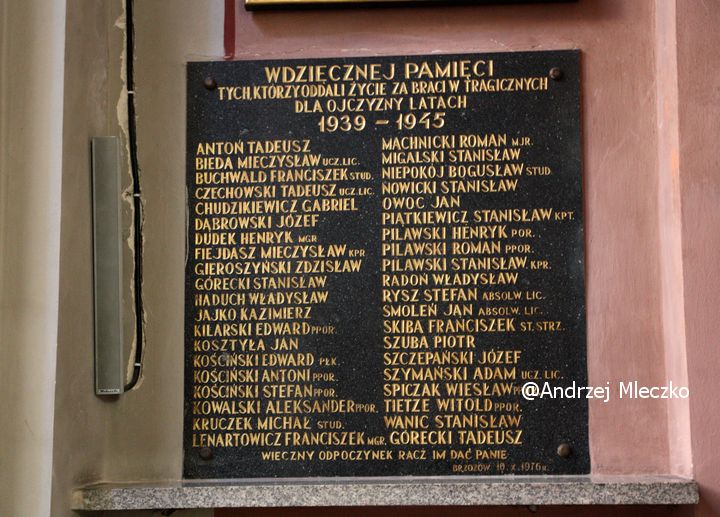 WDZIĘCZNEJ PAMIĘCI
TYCH, KTÓRZY ODDALI ŻYCIE ZA BRACI W TRAGICZNYCH
DLA OJCZYZNY LATACH
1939 – 1945
ANTOŃ TADEUSZ
BIEDA MIECZYSŁAW UCZ. LIC.
BUCHWALD FRANCISZEK STUD.
CZECHOWSKI TADEUSZ UCZ. LIC.
CHUDZIKIEWICZ GABRIEL
DĄBROWSKI JÓZEF
DUDEK HENRYK MGR
FIEJDASZ MIECZYSŁAW KPR
GIEROSZYŃSKI ZDZISŁAW
GÓRECKI STANISŁAW
HADUCH WŁADYSŁAW
JAJKO KAZIMIERZ
KILARSKI EDWARD PPOR.
KOSZTYŁA JAN
KOŚCIŃSKI EDWARD PŁK.
KOŚCIŃSKI ANTONI PPOR.
KOŚCIŃSKI STEFAN PPOR.
KOWALSKI ALEKSANDER PPOR.
KRUCZEK MICHAŁ STUD.
LENARTOWICZ FRANCISZEK MGR.
MACHNICKI ROMAN MJR.
MIGALSKI STANISŁAW
NIEPOKÓJ BOGUSŁAW STUD.
NOWICKI STANISŁAW
OWOC JAN
PIĄTKIEWICZ STANISŁAW KPT.
PILAWSKI HENRYK POR.
PILAWSKI ROMAN PPOR.
PILAWSKI STANISŁAW. KPR.
RADOŃ WŁADYSŁAW
RYSZ STEFAN ABSOLW. LIC.
SMOLEŃ JAN ABSOLW. LIC.
SKIBA FRANCISZEK ST. STRZ.
SZUBA PIOTR
SZCZEPAŃSKI JÓZEF
SZYMAŃSKI ADAM UCZ. LIC.
SPICZAK WIESŁAW
TIETZE WITOLD PPOR.
WANIC STANISŁAW
GÓRECKI TADEUSZ
WIECZNY ODPOCZYNEK RACZ IM DAĆ PANIE
BRZOZÓW 10. X. 1976 R.
@Andrzej Mleczko